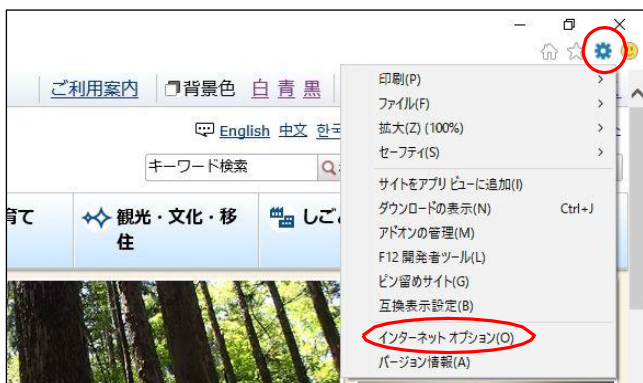 ご利用案内 背景色 白 青 黒
English 中文 한국
キーワード検索
育て
観光・文化・移住
しごと
印刷(P)
ファイル(F)
拡大(Z) (100%)
セーフティ(S)
サイトをアプリ ビューに追加(I)
ダウンロードの表示(N) Ctrl+J
アドオンの管理(M)
F12 開発者ツール(L)
ピン留めサイト(G)
互換表示設定(B)
インターネット オプション(O)
バージョン情報(A)